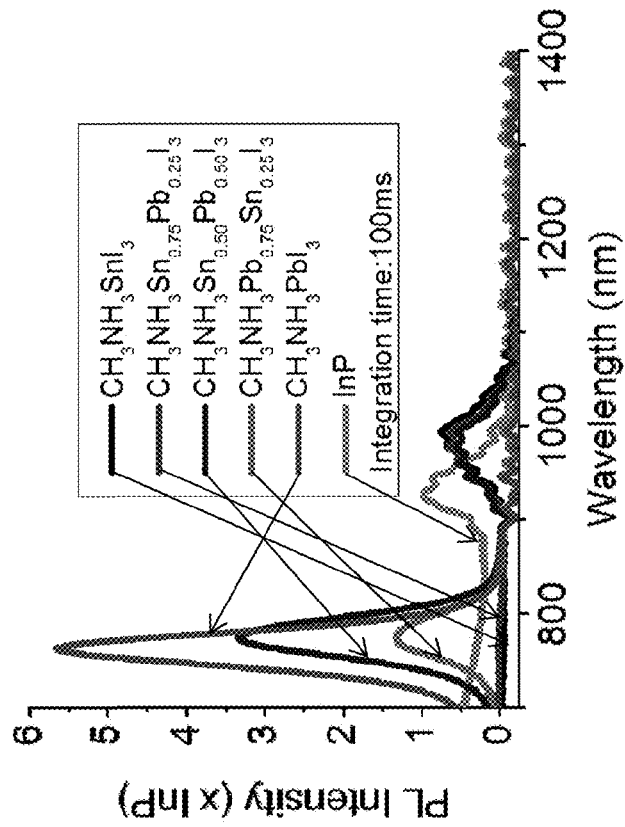 CH3NH3SnI3
CH3NH3Sn0.75Pb0.25I3
CH3NH3Sn0.50Pb0.50I3
CH3NH3Pb0.75Sn0.25I3
CH3NH3PbI3
InP
Integration time:100ms
PL Intensity (x InP)
6
5
4
3
2
1
0
800
1000
1200
1400
Wavelength (nm)